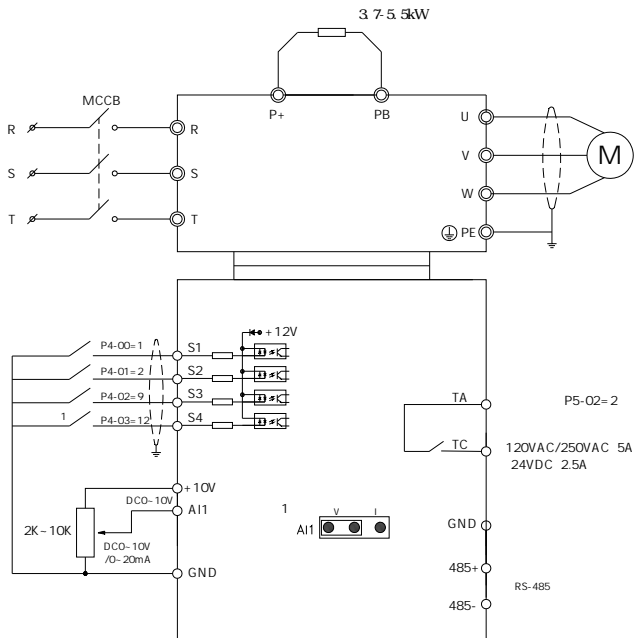 3.7-5.5kW
MCCB
P+ PB
R R
S S
T T
U
V
W
PE
M
+12V
P4-00=1 S1
P4-01=2 S2
P4-02=9 S3
1 P4-03=12 S4
TA P5-02=2
TC 120VAC/250VAC 5A
24VDC 2.5A
+10V
DC0~10V
AI1
2K~10K
DC0~10V
/0~20mA
GND
1 V I
AI1
GND
485+
RS-485
485-